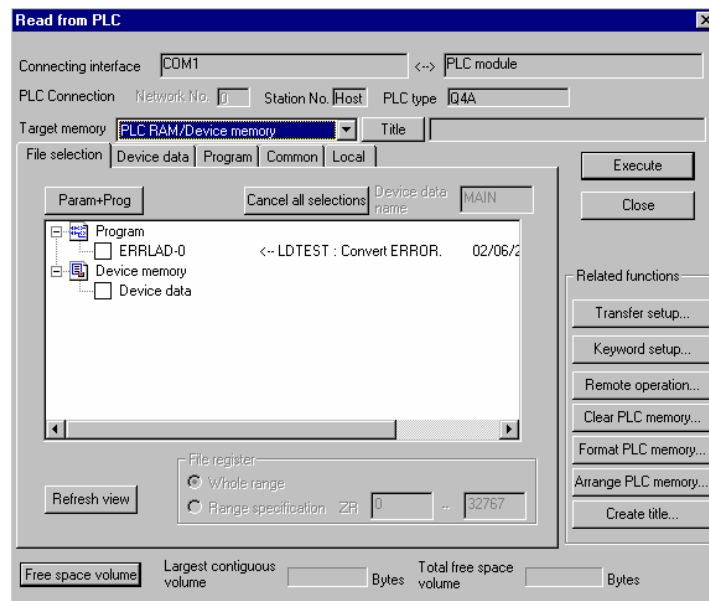 Read from PLC
Connecting interface COM1 <--> PLC module
PLC Connection Network No. 0 Station No. Host PLC type Q4A
Target memory PLC RAM/Device memory Title
File selection Device data Program Common Local
Execute
Param+Prog Cancel all selections Device data name MAIN
Close
Program
ERRLAD-0 <-- LDTEST : Convert ERROR. 02/06/2
Device memory
Device data
Related functions
Transfer setup...
Keyword setup...
Remote operation...
Clear PLC memory...
Format PLC memory...
Arrange PLC memory...
Create title...
File register
Whole range
Refresh view
Range specification ZR 0 -- 32767
Free space volume Largest contiguous volume Bytes Total free space volume Bytes